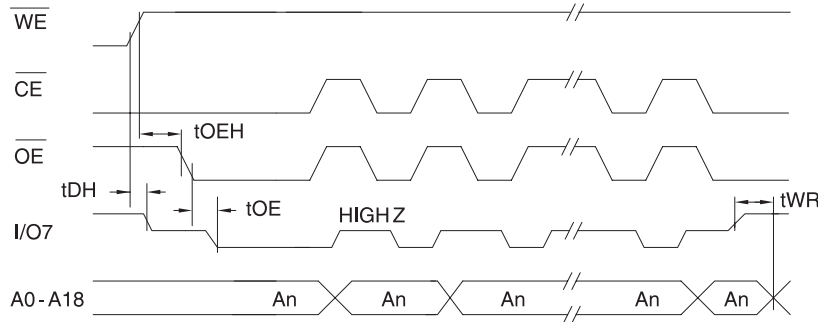 WE
CE
tOEH
OE
tDH
tOE
tWR
HIGH Z
I/O7
A0 - A18 An An An An An